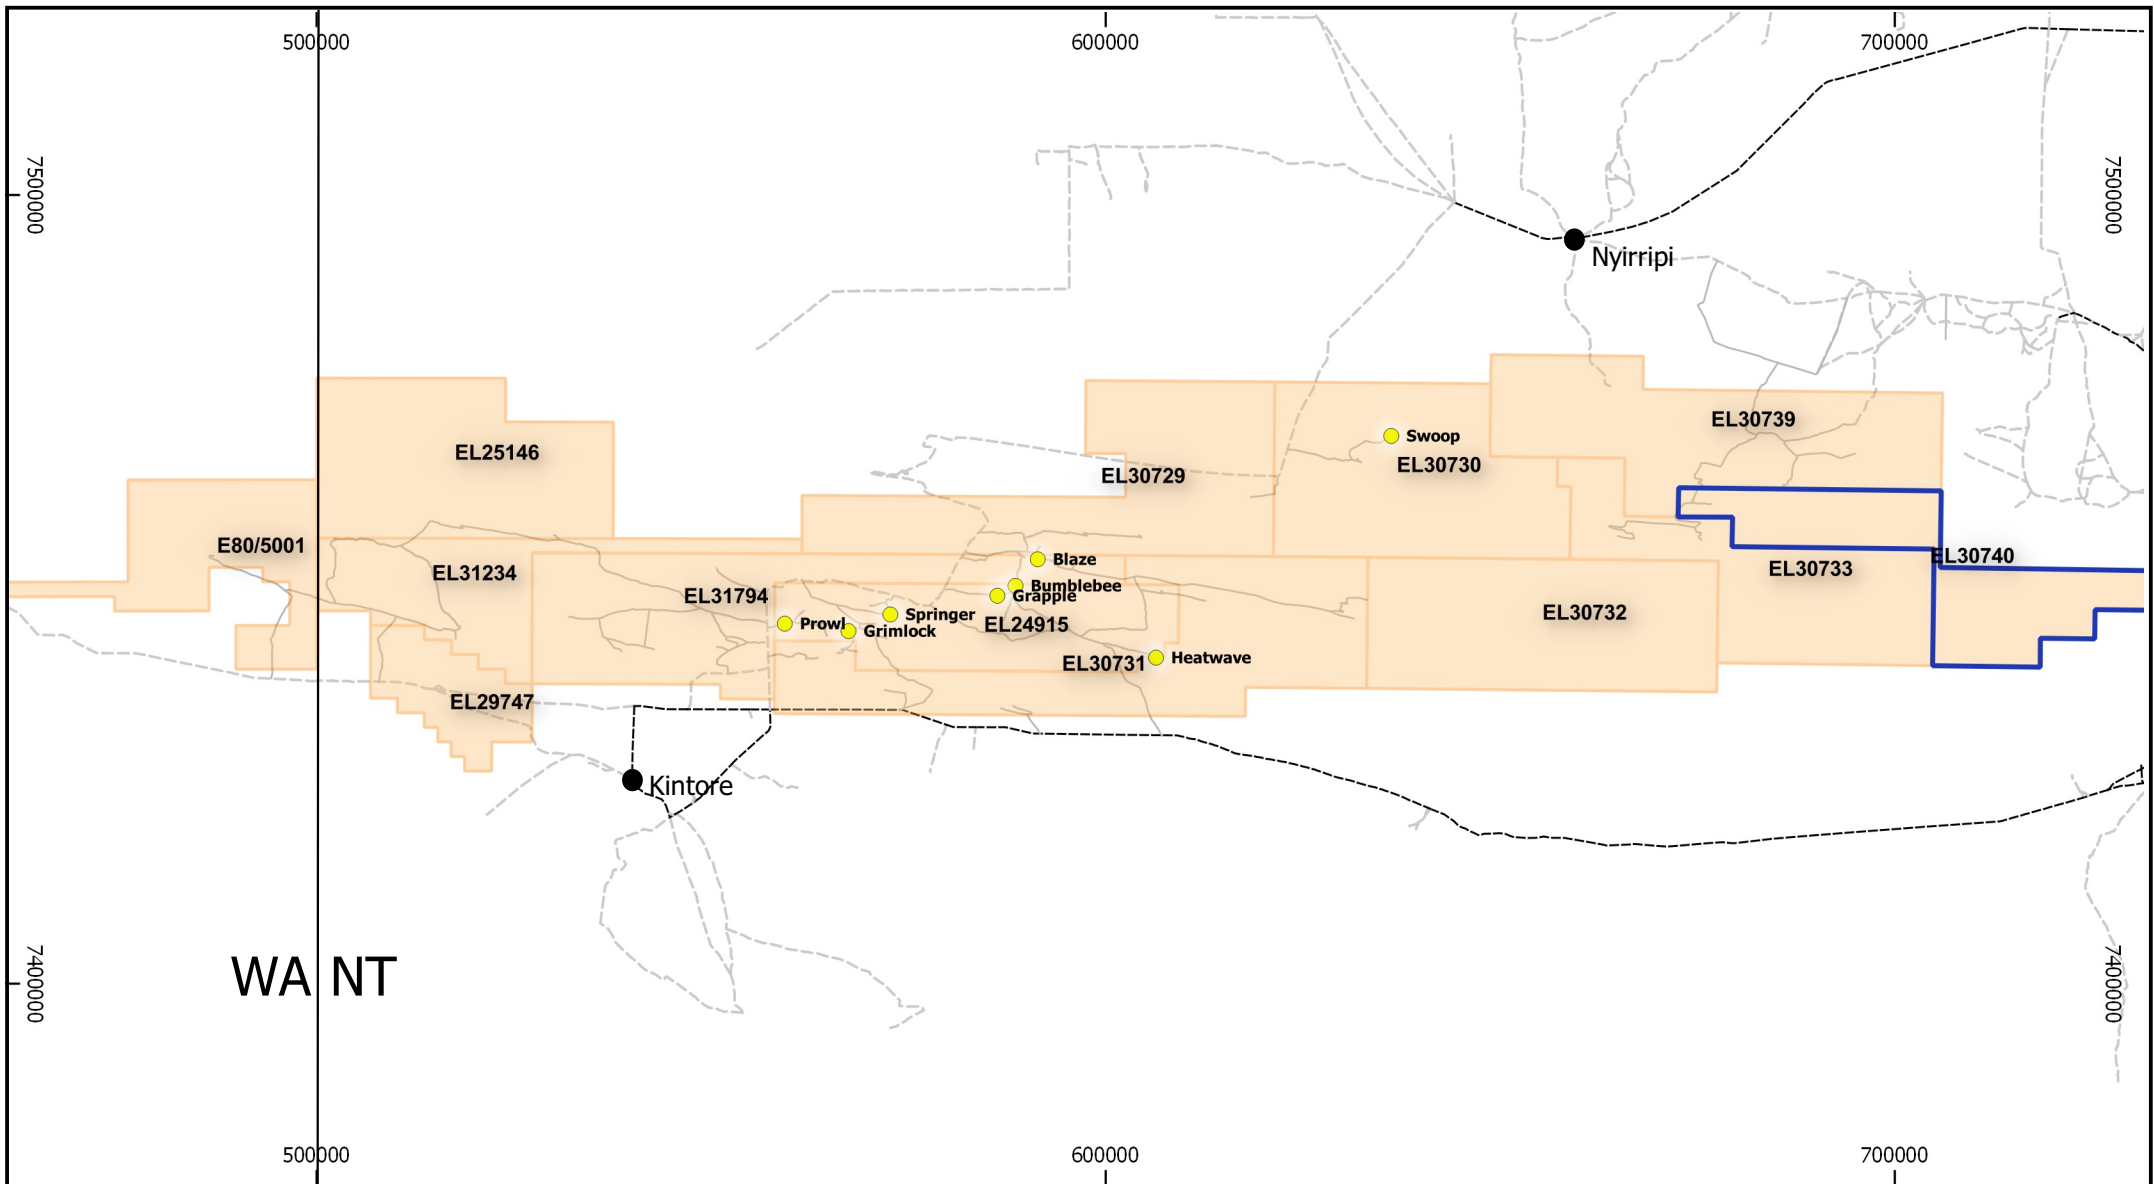 500000
600000
700000
7500000
7500000
Nyirripi
EL30739
Swoop
EL30730
EL25146
EL30729
E80/5001
EL30740
Blaze
EL31234
EL30733
Bumblebee
EL31794
Grapple
EL30732
Springer
Prowl
EL24915
Grimlock
Heatwave
EL30731
EL29747
Kintore
WA NT
7400000
7400000
500000
600000
700000